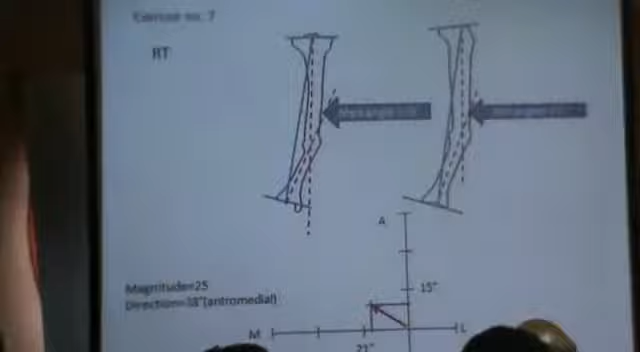 Exercise no. 7
RT
A
15°
Magnitude=25
Direction=38°(antromedial)
M
L
21°